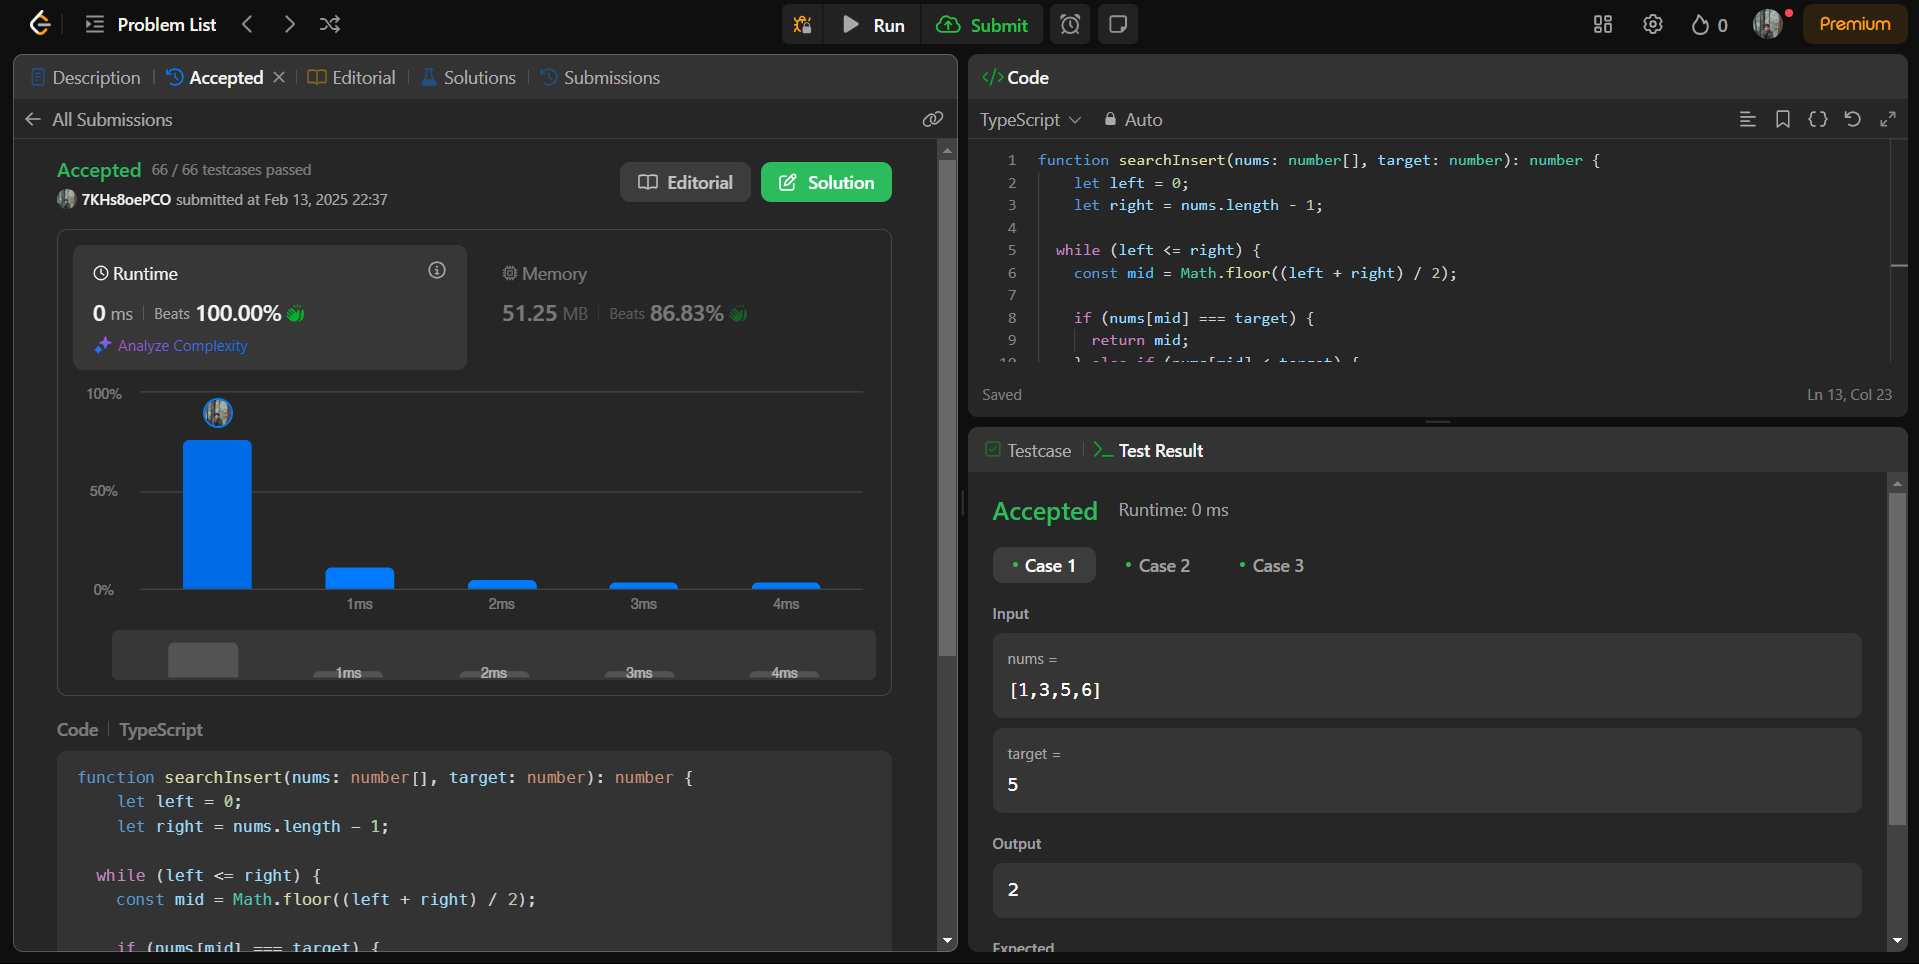 Problem List
Run
Submit
0
Premium
Description
Accepted
Editorial
Solutions
Submissions
All Submissions
Accepted 66 / 66 testcases passed
7KHs8oePCO submitted at Feb 13, 2025 22:37
Editorial
Solution
Runtime
0 ms Beats 100.00%
Analyze Complexity
Memory
51.25 MB Beats 86.83%
100%
50%
0%
1ms
2ms
3ms
4ms
1ms
2ms
3ms
4ms
Code TypeScript
function searchInsert(nums: number[], target: number): number {
let left = 0;
let right = nums.length - 1;
while (left <= right) {
const mid = Math.floor((left + right) / 2);
if (nums[mid] === target) {
Code
TypeScript
Auto
1 function searchInsert(nums: number[], target: number): number {
2 let left = 0;
3 let right = nums.length - 1;
4
5 while (left <= right) {
6 const mid = Math.floor((left + right) / 2);
7
8 if (nums[mid] === target) {
9 return mid;
10 } else if (nums[mid] < target) {
Saved
Ln 13, Col 23
Testcase
Test Result
Accepted Runtime: 0 ms
Case 1
Case 2
Case 3
Input
nums =
[1,3,5,6]
target =
5
Output
2
Expected